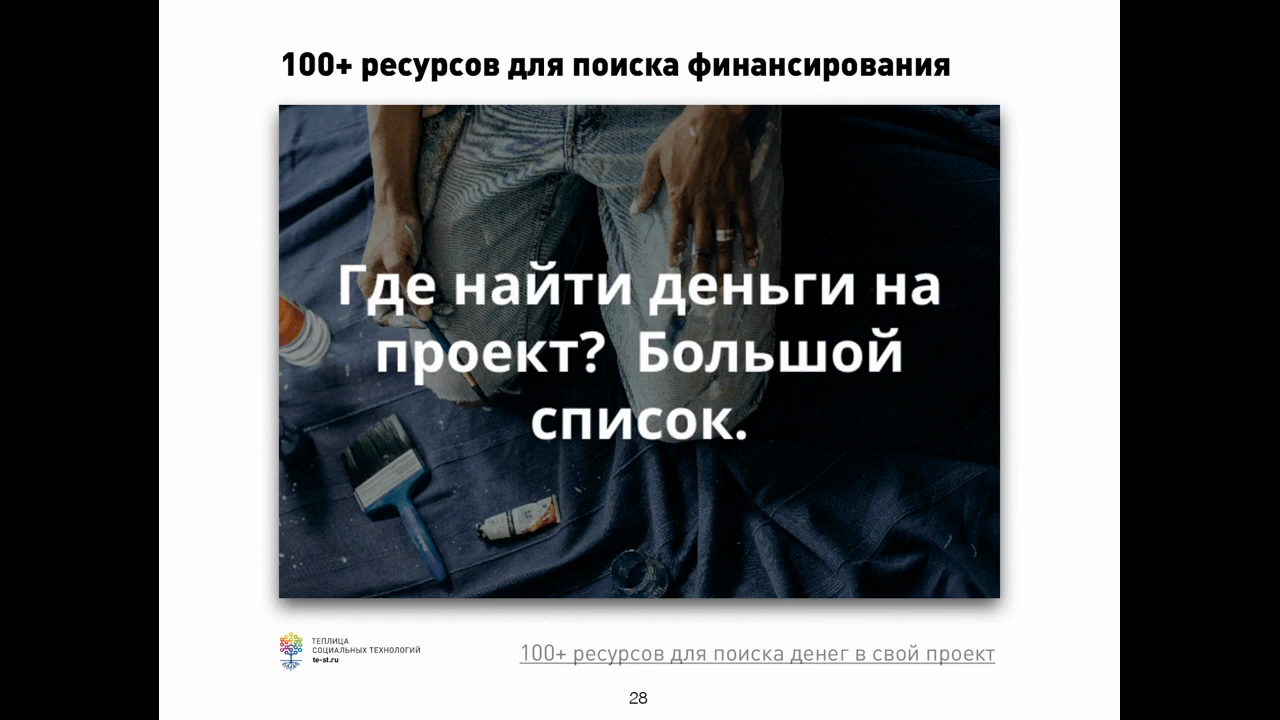 100+ ресурсов для поиска финансирования
Где найти деньги на
проект? Большой
список.
ТЕПЛИЦА
СОЦИАЛЬНЫХ ТЕХНОЛОГИЙ
te-st.ru
100+ ресурсов для поиска денег в свой проект
28